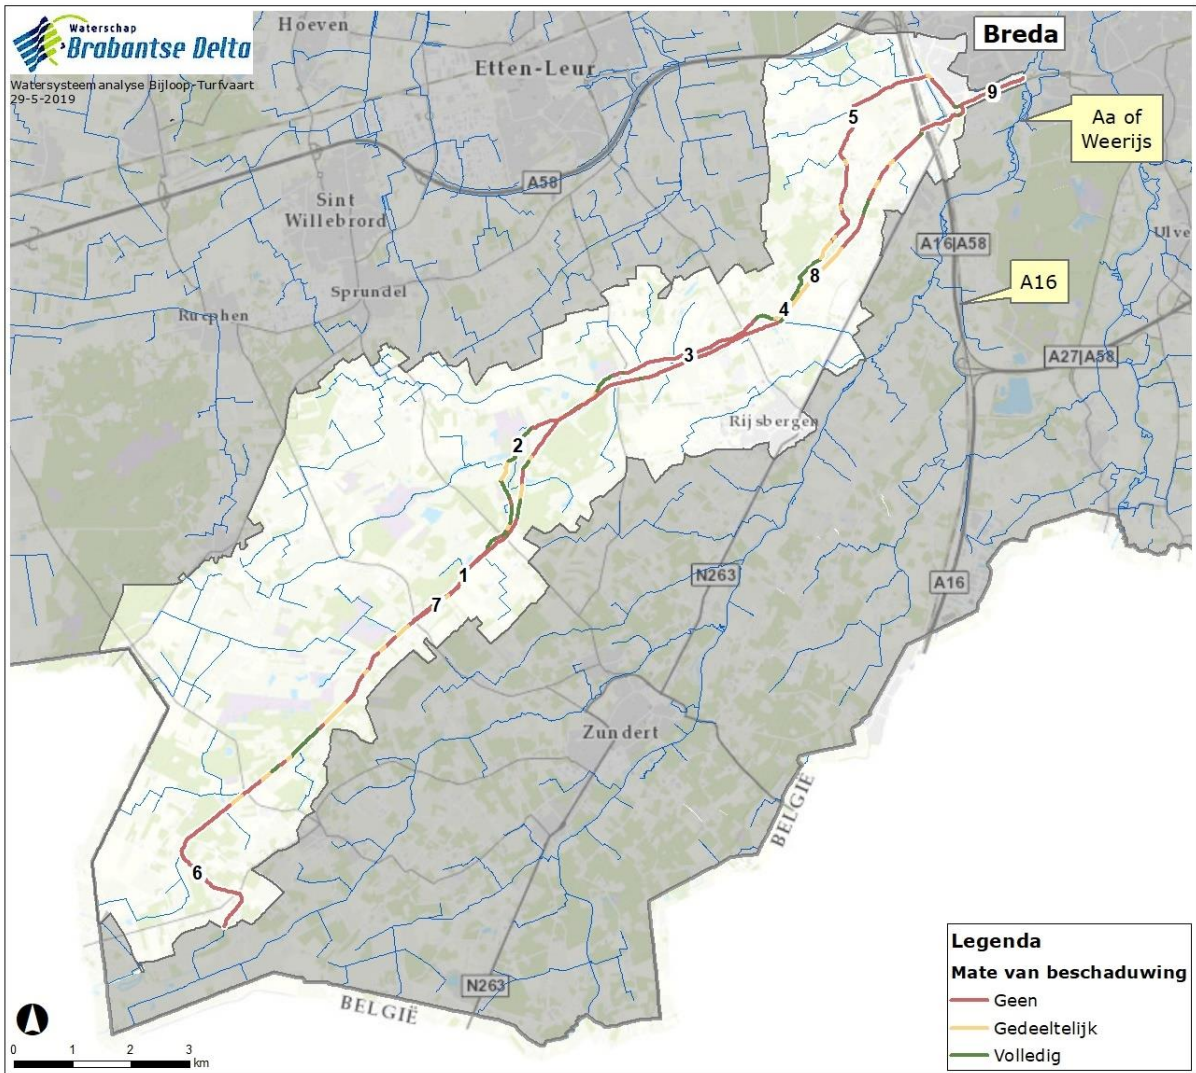 Waterschap
Brabantse Delta
Watersysteemanalyse Bijloop-Turfvaart
29-5-2019
Hoeven
Etten-Leur
Breda
9
5
Aa of
Weerijs
A58
Sint
Willebrord
Ulve
A16|A58
8
A16
Sprundel
Rucphen
4
3
A27|A58
Rijsbergen
2
1
N263
A16
7
Zundert
BELGIË
6
N263
BELGIË
Legenda
Mate van beschaduwing
Geen
Gedeeltelijk
Volledig
0 1 2 3
km